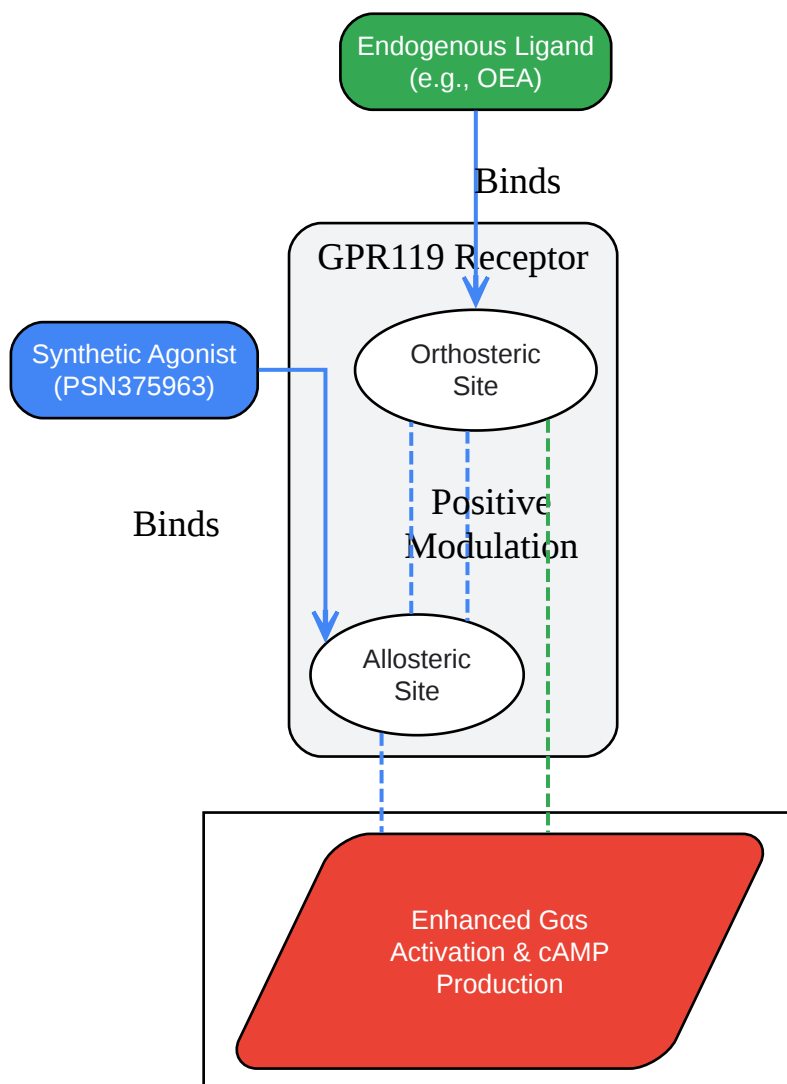 Endogenous Ligand
(e.g., OEA)
Binds
GPR119 Receptor
Synthetic Agonist
(PSN375963)
Orthosteric
Site
Binds
Positive
Modulation
Allosteric
Site
Enhanced Gαs
Activation & cAMP
Production